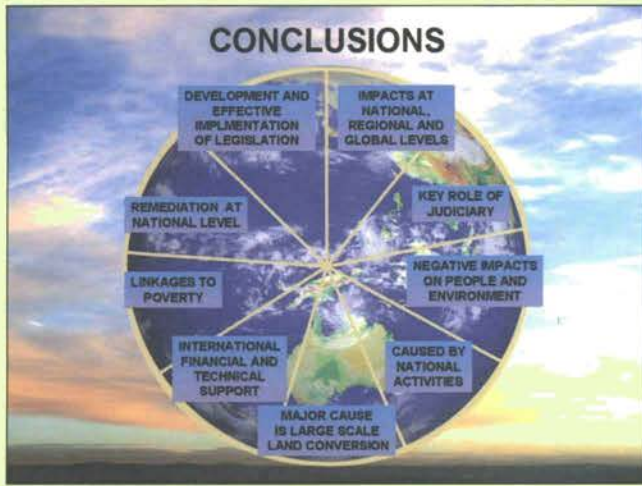 CONCLUSIONS
IMPACTS AT
NATIONAL,
REGIONAL AND
GLOBAL LEVELS
KEY ROLE OF
JUDICIARY
NEGATIVE IMPACTS
ON PEOPLE AND
ENVIRONMENT
CAUSED BY
NATIONAL
ACTIVITIES
MAJOR CAUSE
IS LARGE SCALE
LAND CONVERSION
INTERNATIONAL
FINANCIAL AND
TECHNICAL
SUPPORT
LINKAGES TO
POVERTY
REMEDIATION AT
NATIONAL LEVEL
DEVELOPMENT AND
EFFECTIVE
IMPLMENTATION
OF LEGISLATION